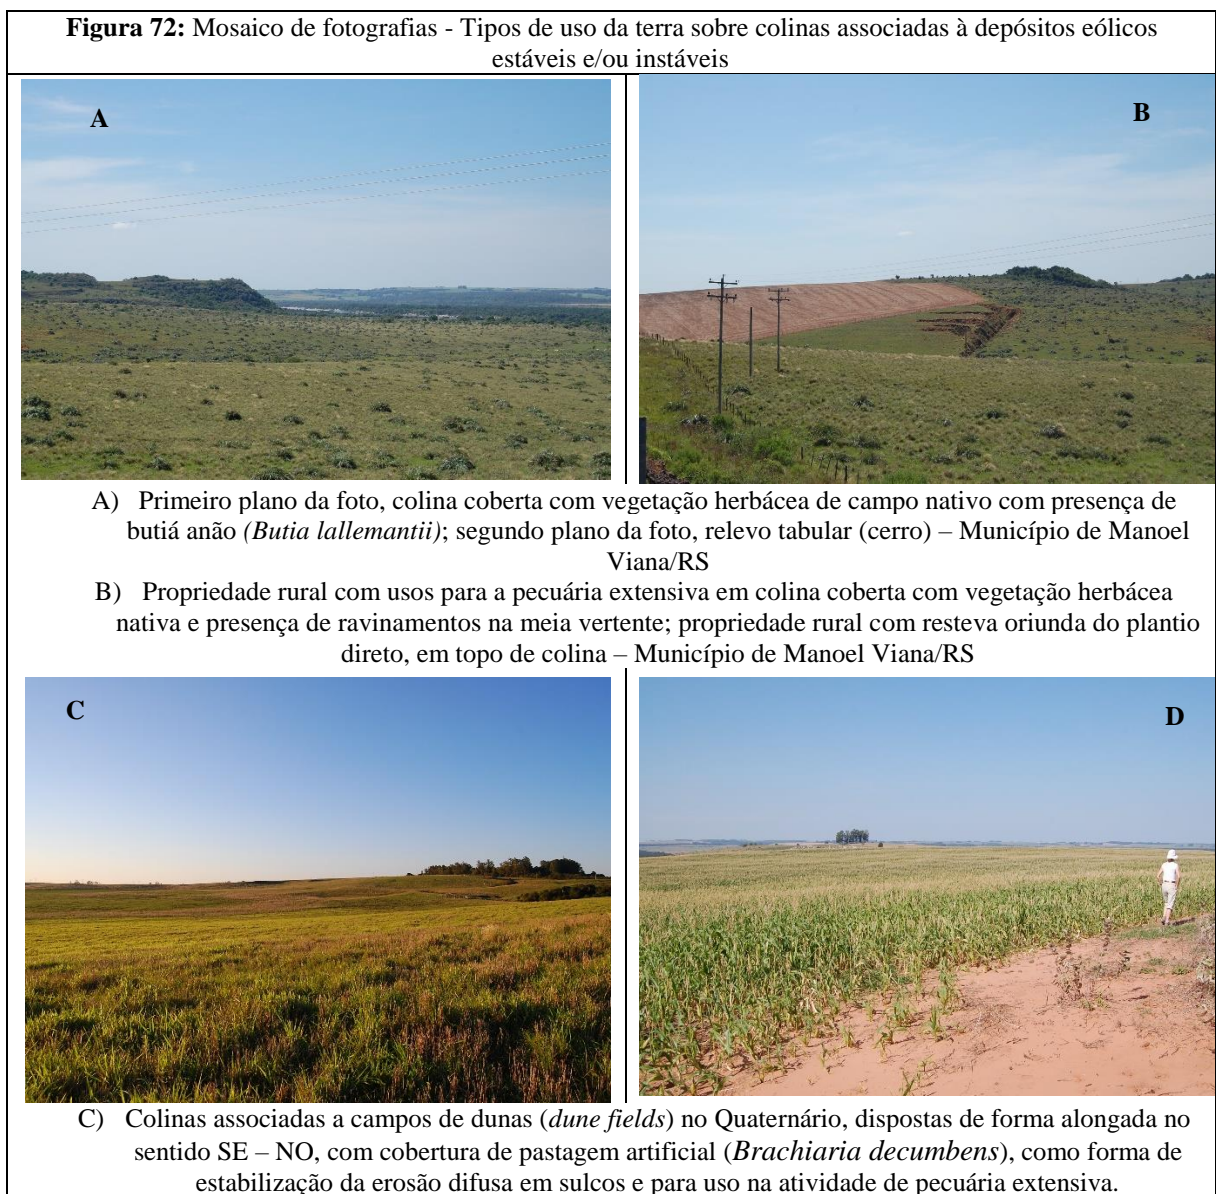 Figura 72: Mosaico de fotografias - Tipos de uso da terra sobre colinas associadas à depósitos eólicos
estáveis e/ou instáveis
A
B
A) Primeiro plano da foto, colina coberta com vegetação herbácea de campo nativo com presença de
butiá anão (Butia lallemantii); segundo plano da foto, relevo tabular (cerro) – Município de Manoel
Viana/RS
B) Propriedade rural com usos para a pecuária extensiva em colina coberta com vegetação herbácea
nativa e presença de ravinamentos na meia vertente; propriedade rural com resteva oriunda do plantio
direto, em topo de colina – Município de Manoel Viana/RS
C
D
C) Colinas associadas a campos de dunas (dune fields) no Quaternário, dispostas de forma alongada no
sentido SE – NO, com cobertura de pastagem artificial (Brachiaria decumbens), como forma de
estabilização da erosão difusa em sulcos e para uso na atividade de pecuária extensiva.